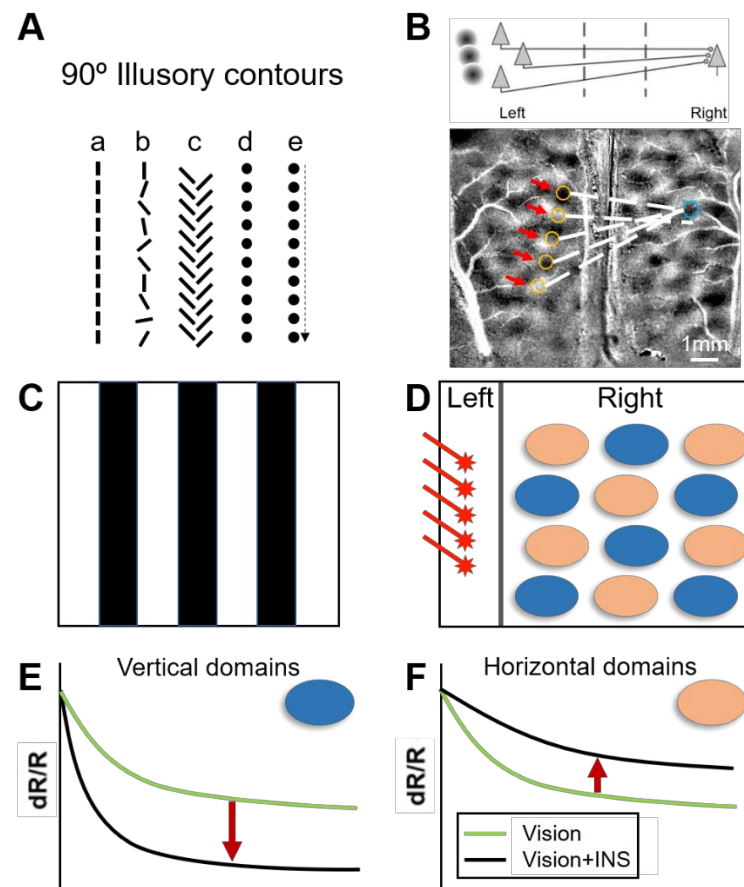 A
90º Illusory contours
a b c d e
B
Left Right
1mm
C
D
Left Right
E
Vertical domains
dR/R
F
Horizontal domains
dR/R
Vision
Vision+INS